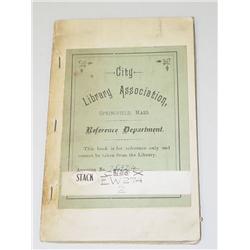 City
Library Association,
SPRINGFIELD, MASS.
Reference Department.
This book is for reference only and
cannot be taken from the Library.
Accession No.
STACK
EW274